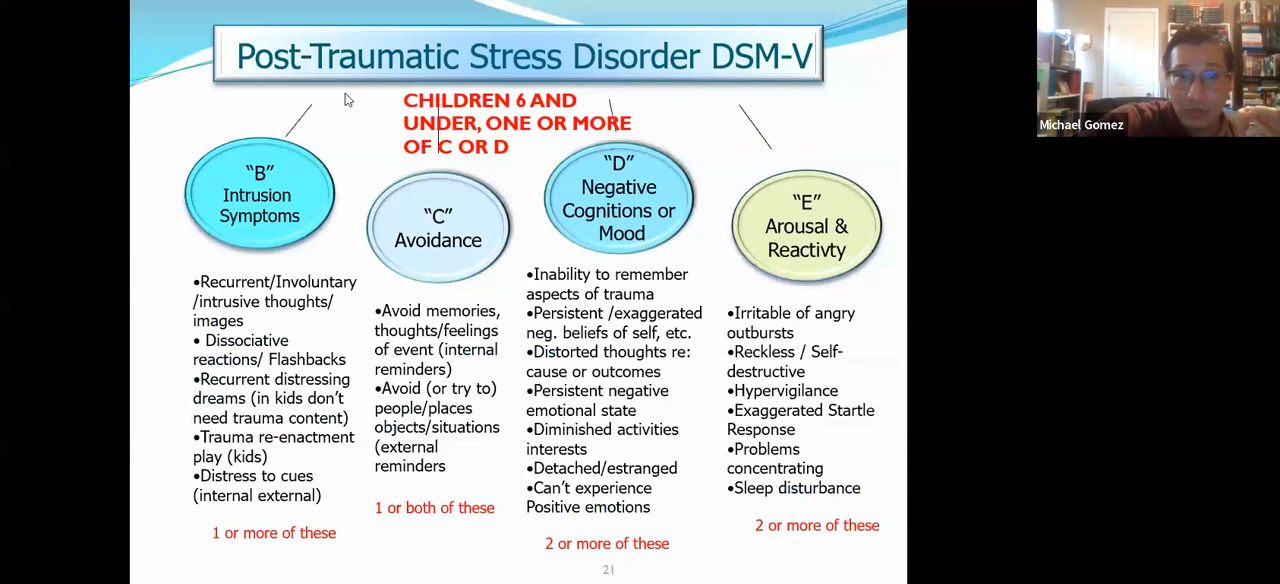 Post-Traumatic Stress Disorder DSM-V
CHILDREN 6 AND
UNDER, ONE OR MORE
OF C OR D
“B”
Intrusion
Symptoms
•Recurrent/Involuntary
/intrusive thoughts/
images
• Dissociative
reactions/ Flashbacks
•Recurrent distressing
dreams (in kids don’t
need trauma content)
•Trauma re-enactment
play (kids)
•Distress to cues
(internal external)
1 or more of these
“C”
Avoidance
•Avoid memories,
thoughts/feelings
of event (internal
reminders)
•Avoid (or try to)
people/places
objects/situations
(external
reminders
1 or both of these
“D”
Negative
Cognitions or
Mood
•Inability to remember
aspects of trauma
•Persistent /exaggerated
neg. beliefs of self, etc.
•Distorted thoughts re:
cause or outcomes
•Persistent negative
emotional state
•Diminished activities
interests
•Detached/estranged
•Can’t experience
Positive emotions
2 or more of these
“E”
Arousal &
Reactivty
•Irritable of angry
outbursts
•Reckless / Self-
destructive
•Hypervigilance
•Exaggerated Startle
Response
•Problems
concentrating
•Sleep disturbance
2 or more of these
21
Michael Gomez